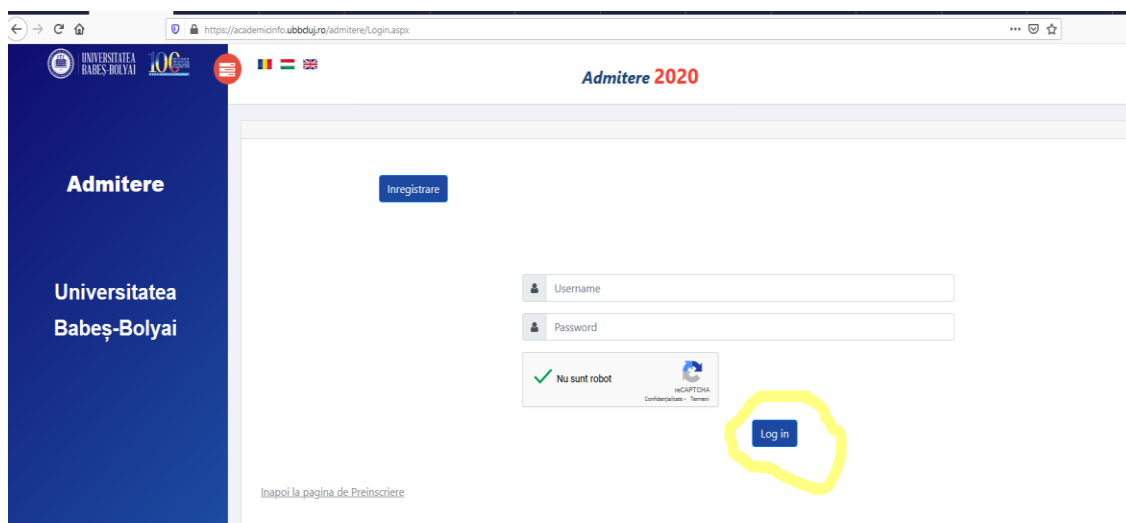 https://academicinfo.ubbcluj.ro/admitere/Login.aspx
UNIVERSITATEA
BABEȘ-BOLYAI
100
Admitere 2020
Admitere
Inregistrare
Universitatea
Babeș-Bolyai
Username
Password
Nu sunt robot
reCAPTCHA
Confidențialitate - Termeni
Log in
Inapoi la pagina de Preinscriere